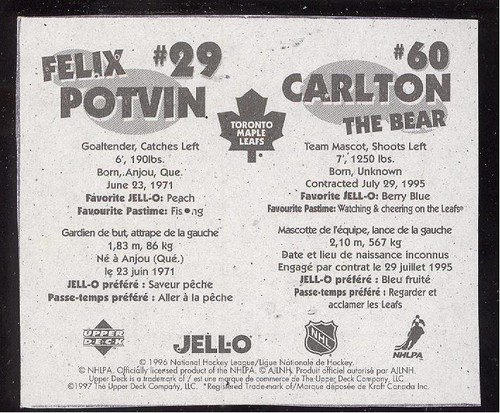 FELIX #29
POTVIN
Goaltender, Catches Left
6', 190lbs.
Born, Anjou, Que.
June 23, 1971
Favorite JELL-O: Peach
Favourite Pastime: Fis ng
Gardien de but, attrape de la gauche
1,83 m, 86 kg
Né à Anjou (Qué.)
le 23 juin 1971
JELL-O préféré : Saveur pêche
Passe-temps préféré : Aller à la pêche
TORONTO
MAPLE
LEAFS
#60
CARLTON
THE BEAR
Team Mascot, Shoots Left
7', 1250 lbs.
Born, Unknown
Contracted July 29, 1995
Favorite JELL-O: Berry Blue
Favourite Pastime: Watching & cheering on the Leafs®
Mascotte de l'équipe, lance de la gauche
2,10 m, 567 kg
Date et lieu de naissance inconnus
Engagé par contrat le 29 juillet 1995
JELL-O préféré : Bleu fruité
Passe-temps préféré : Regarder et
acclamer les Leafs
UPPER
DECK
JELL-O
NHL
NHLPA
© 1996 National Hockey League/Ligue Nationale de Hockey.
© NHLPA. Officially licensed product of the NHLPA. © AJLNH. Produit officiel autorisé par AJLNH.
Upper Deck is a trademark of / est une marque de commerce de The Upper Deck Company, LLC.
©1997 The Upper Deck Company, LLC. *Registered Trademark of/Marque déposée de Kraft Canada Inc.